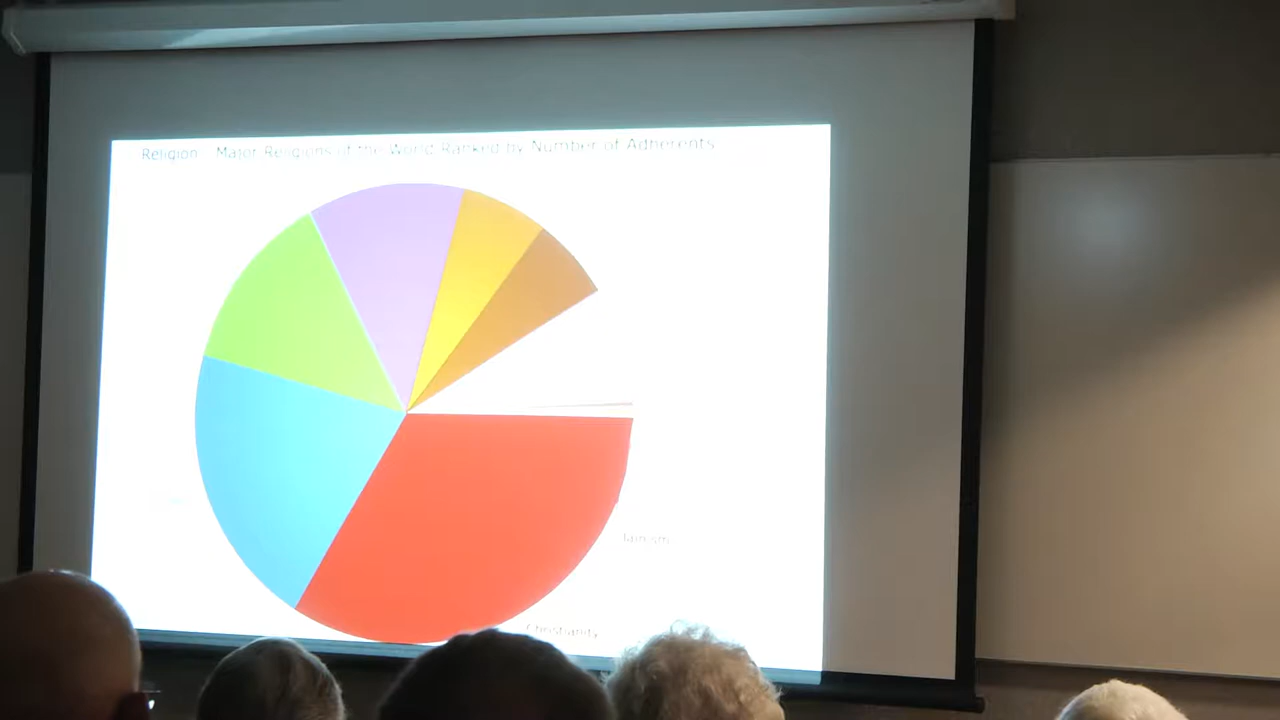 Religion Major Religions of the World Ranked by Number of Adherents
Jainism
Christianity